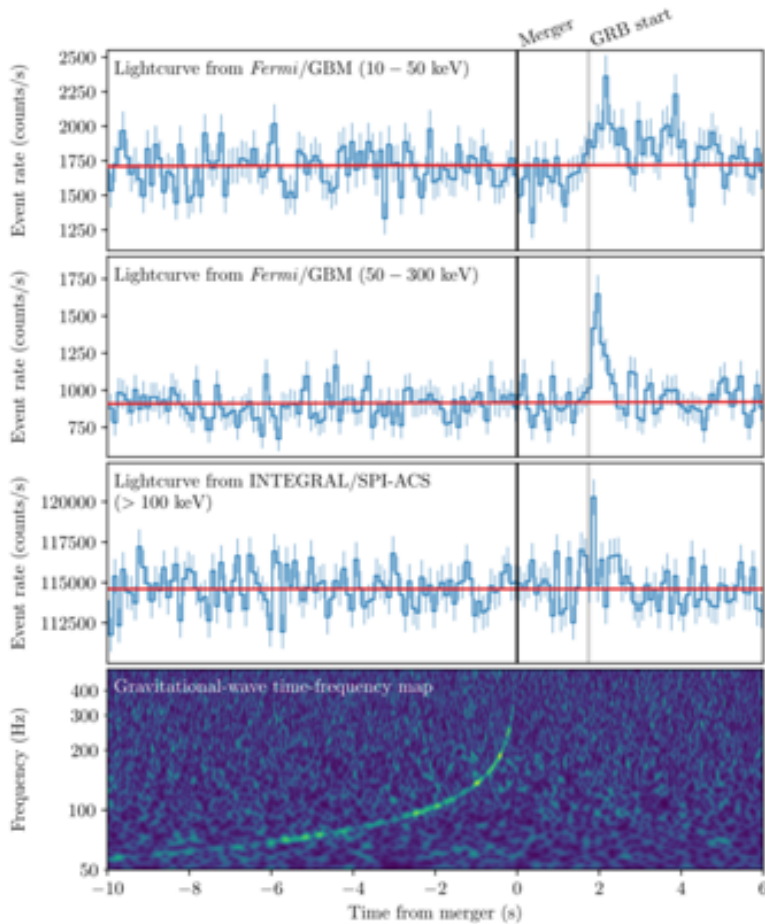 Merger
GRB start
Lightcurve from Fermi/GBM (10 − 50 keV)
Event rate (counts/s)
2500
2250
2000
1750
1500
1250
Lightcurve from Fermi/GBM (50 − 300 keV)
Event rate (counts/s)
1750
1500
1250
1000
750
Lightcurve from INTEGRAL/SPI-ACS
(> 100 keV)
Event rate (counts/s)
120000
117500
115000
112500
Gravitational-wave time-frequency map
Frequency (Hz)
400
300
200
100
50
−10 −8 −6 −4 −2 0 2 4 6
Time from merger (s)